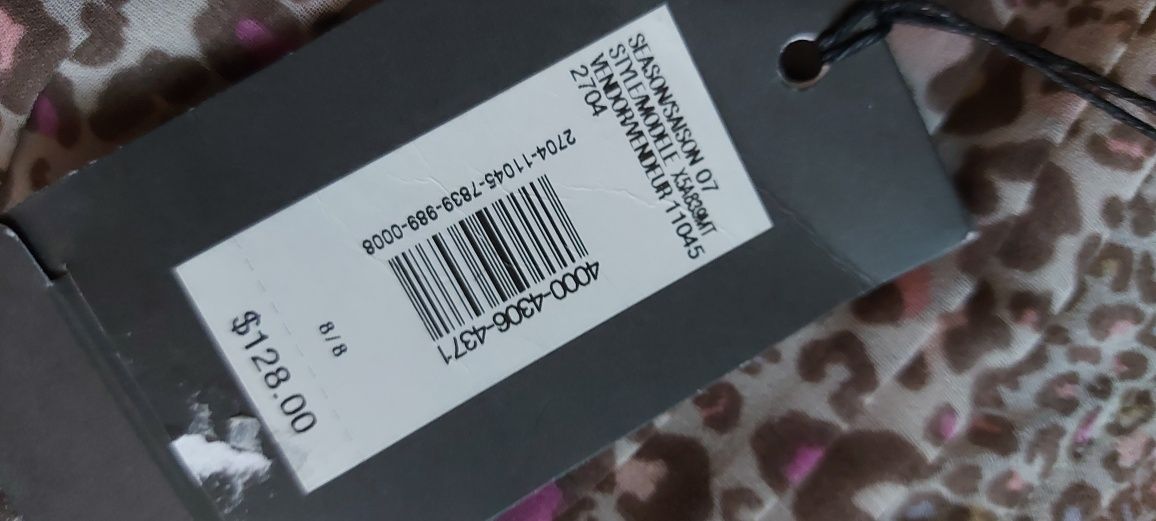 SEASON/SAISON 07
STYLE/MODELE X5A839MT
VENDOR/VENDEUR 11045
2704
2704-11045-7839-989-0008
4000-4306-4371
8/8
$128.00